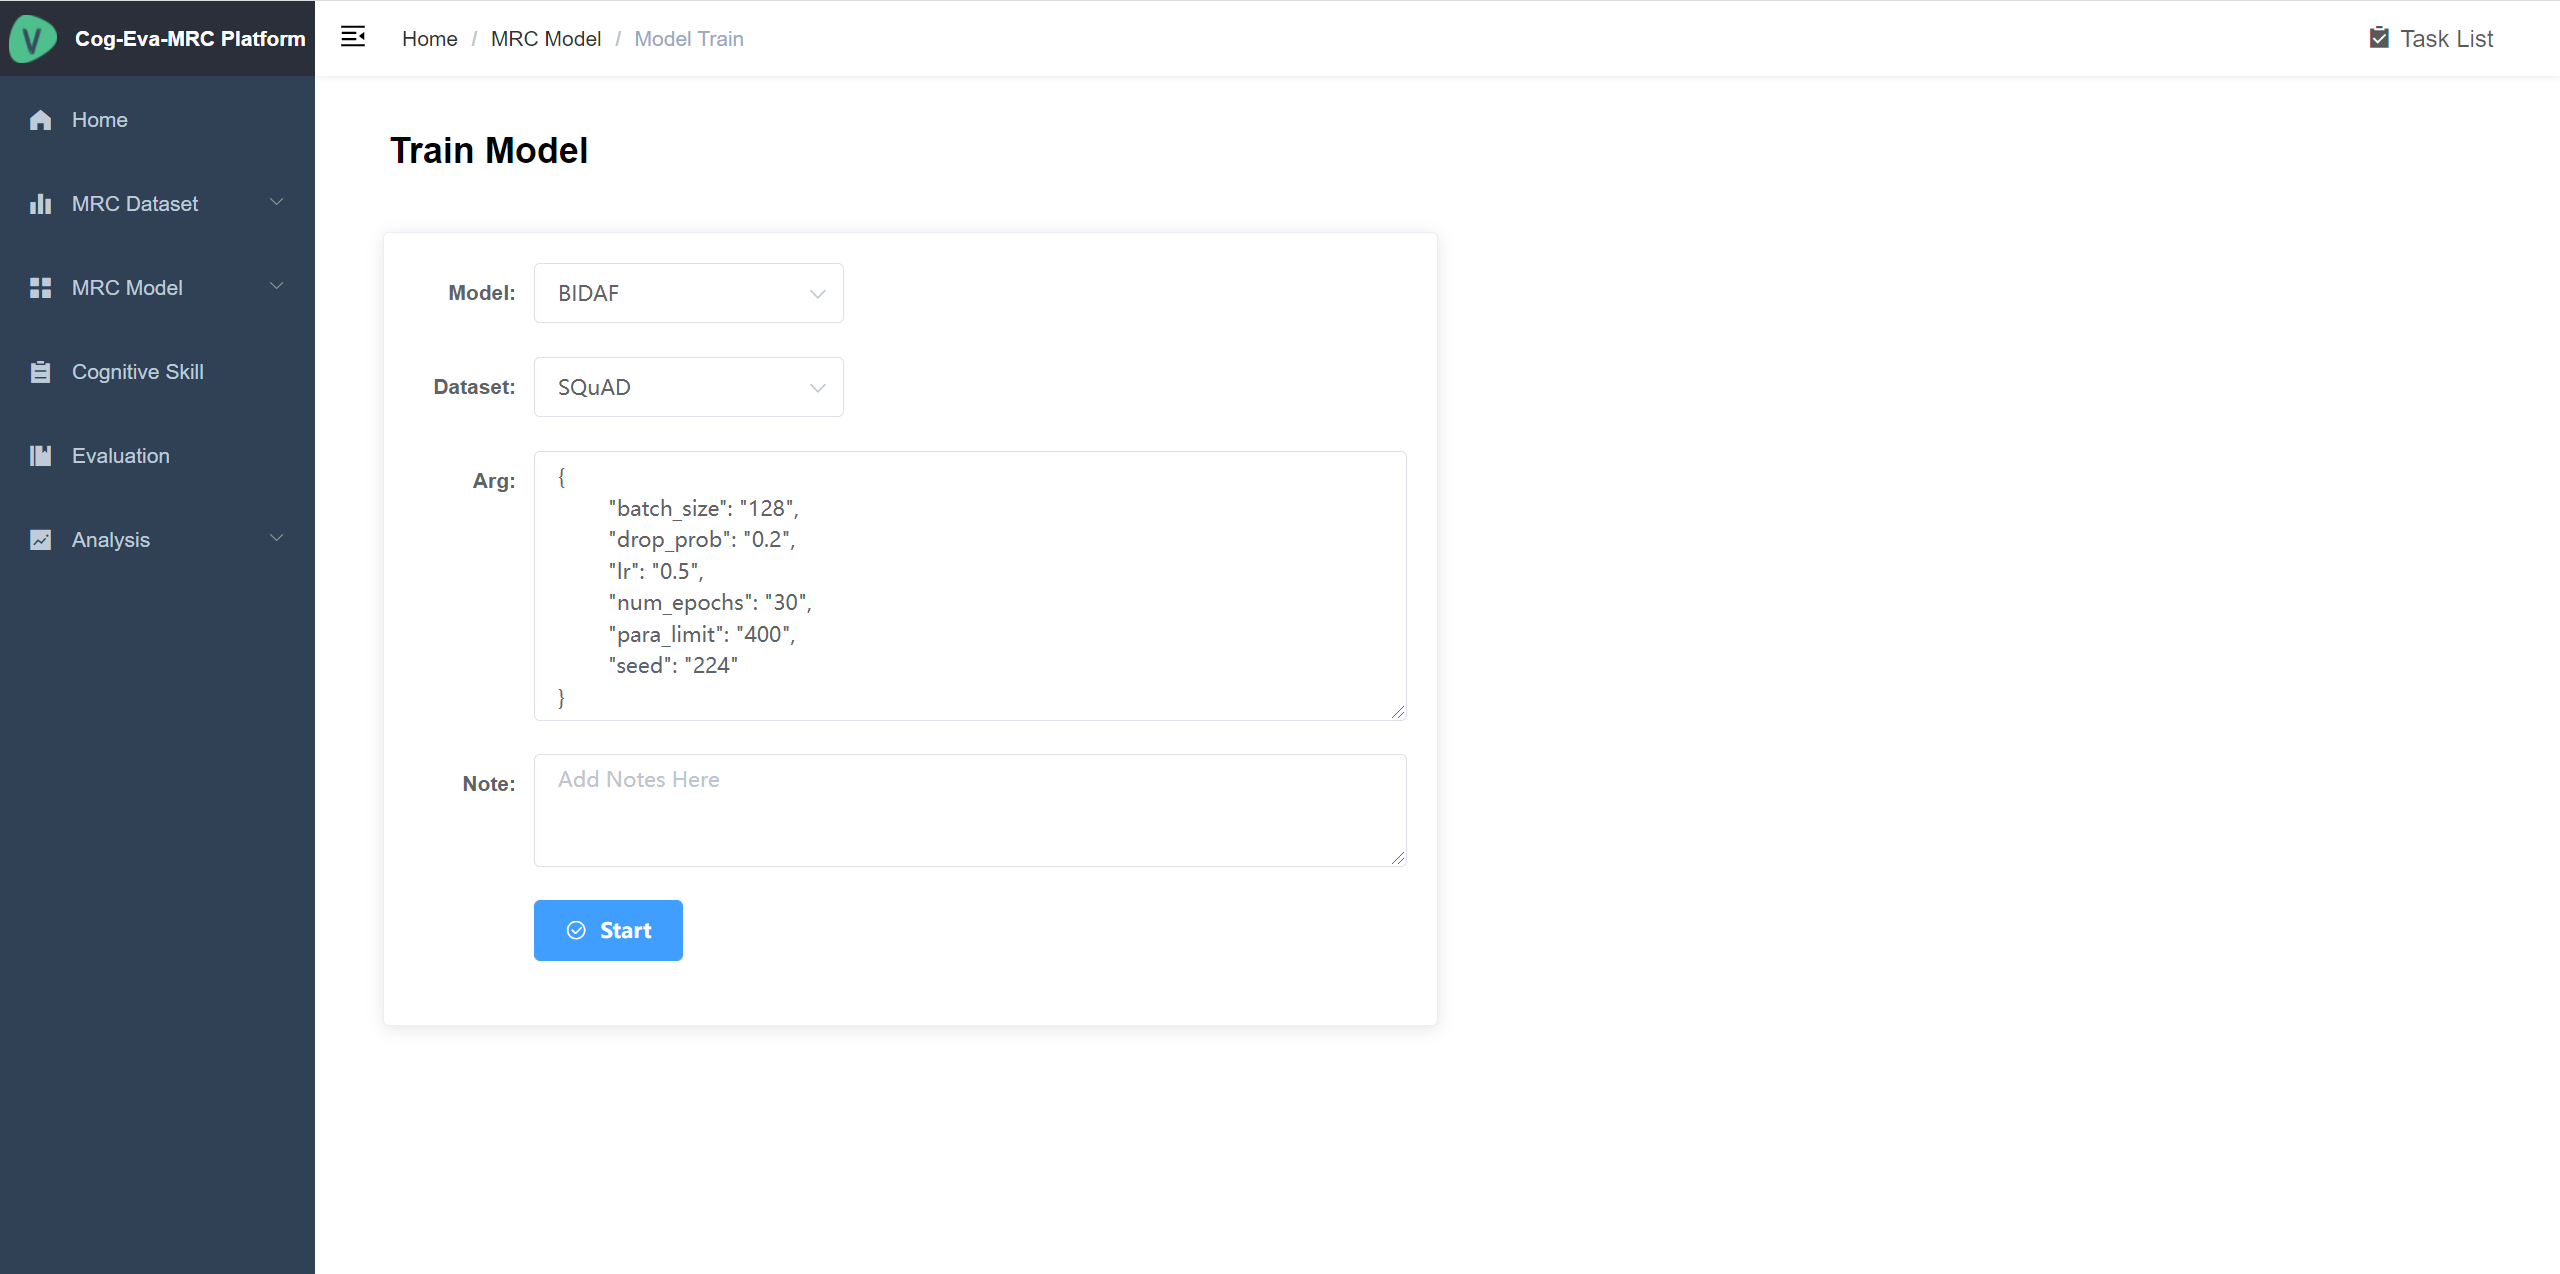 Cog-Eva-MRC Platform
Home / MRC Model / Model Train
Task List
Home
MRC Dataset
MRC Model
Cognitive Skill
Evaluation
Analysis
Train Model
Model: BIDAF
Dataset: SQuAD
Arg: {
"batch_size": "128",
"drop_prob": "0.2",
"lr": "0.5",
"num_epochs": "30",
"para_limit": "400",
"seed": "224"
}
Note: Add Notes Here
Start